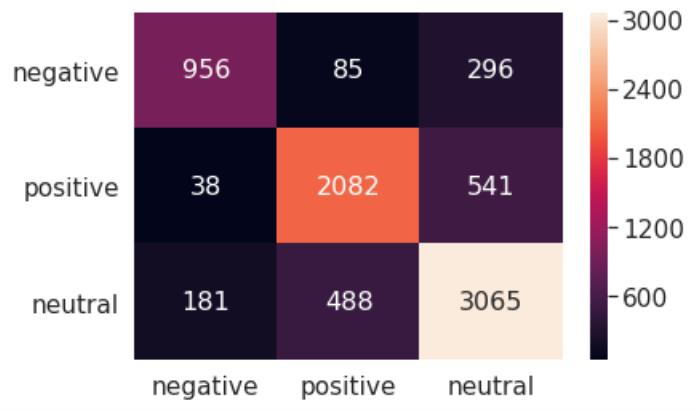 negative 956 85 296
positive 38 2082 541
neutral 181 488 3065
negative positive neutral
3000
2400
1800
1200
600